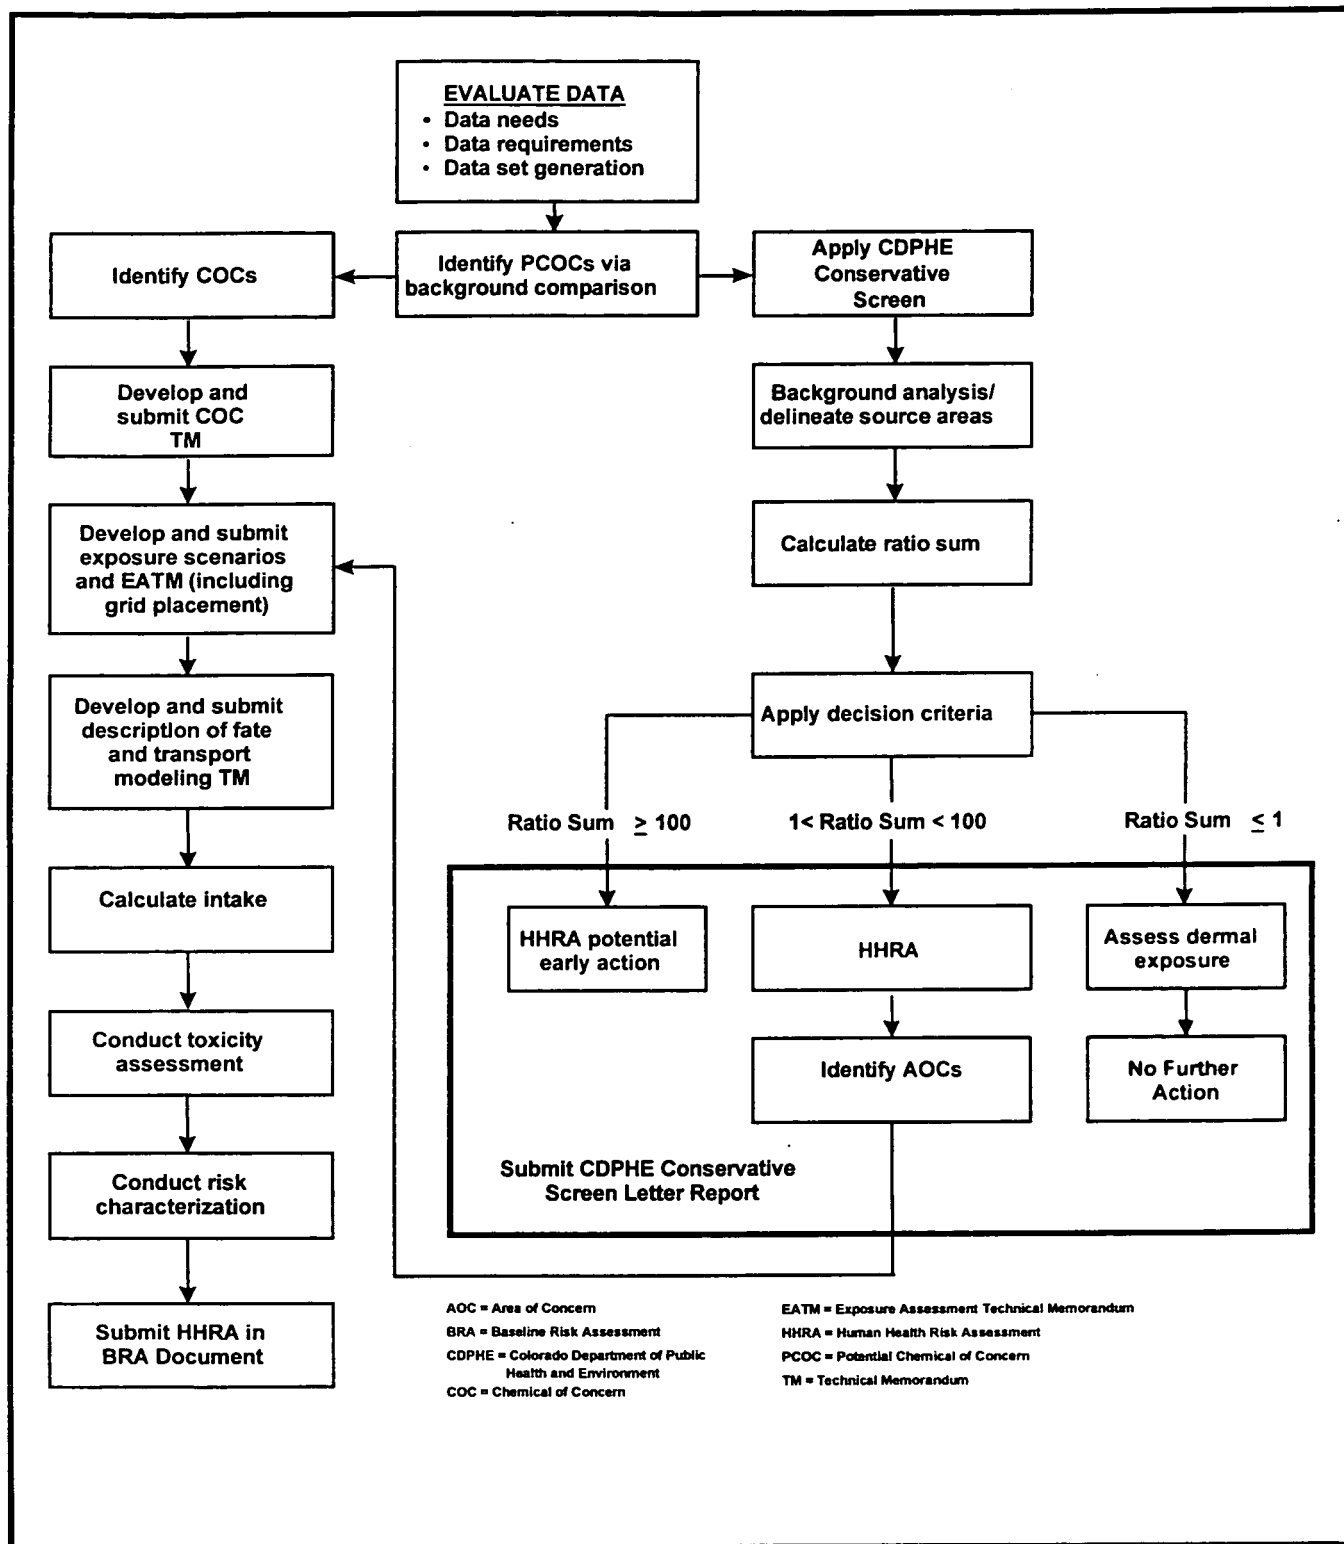 EVALUATE DATA
• Data needs
• Data requirements
• Data set generation
Identify COCs
Identify PCOCs via
background comparison
Apply CDPHE
Conservative
Screen
Develop and
submit COC
TM
Background analysis/
delineate source areas
Develop and submit
exposure scenarios
and EATM (including
grid placement)
Calculate ratio sum
Develop and submit
description of fate
and transport
modeling TM
Apply decision criteria
Ratio Sum ≥ 100
1< Ratio Sum < 100
Ratio Sum ≤ 1
Calculate intake
HHRA potential
early action
HHRA
Assess dermal
exposure
Conduct toxicity
assessment
Identify AOCs
No Further
Action
Conduct risk
characterization
Submit CDPHE Conservative
Screen Letter Report
Submit HHRA in
BRA Document
AOC = Area of Concern
BRA = Baseline Risk Assessment
CDPHE = Colorado Department of Public
Health and Environment
COC = Chemical of Concern
EATM = Exposure Assessment Technical Memorandum
HHRA = Human Health Risk Assessment
PCOC = Potential Chemical of Concern
TM = Technical Memorandum